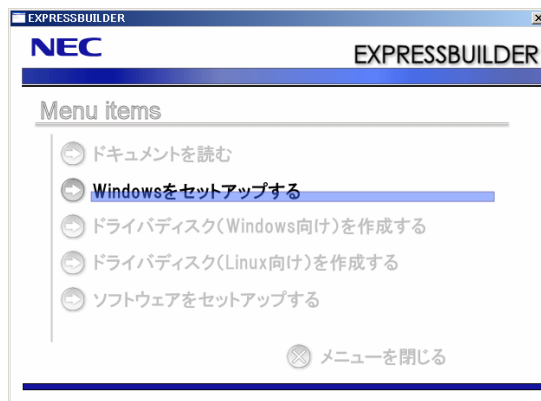 EXPRESSBUILDER
NEC
EXPRESSBUILDER
Menu items
ドキュメントを読む
Windowsをセットアップする
ドライバディスク(Windows向け)を作成する
ドライバディスク(Linux向け)を作成する
ソフトウェアをセットアップする
メニューを閉じる